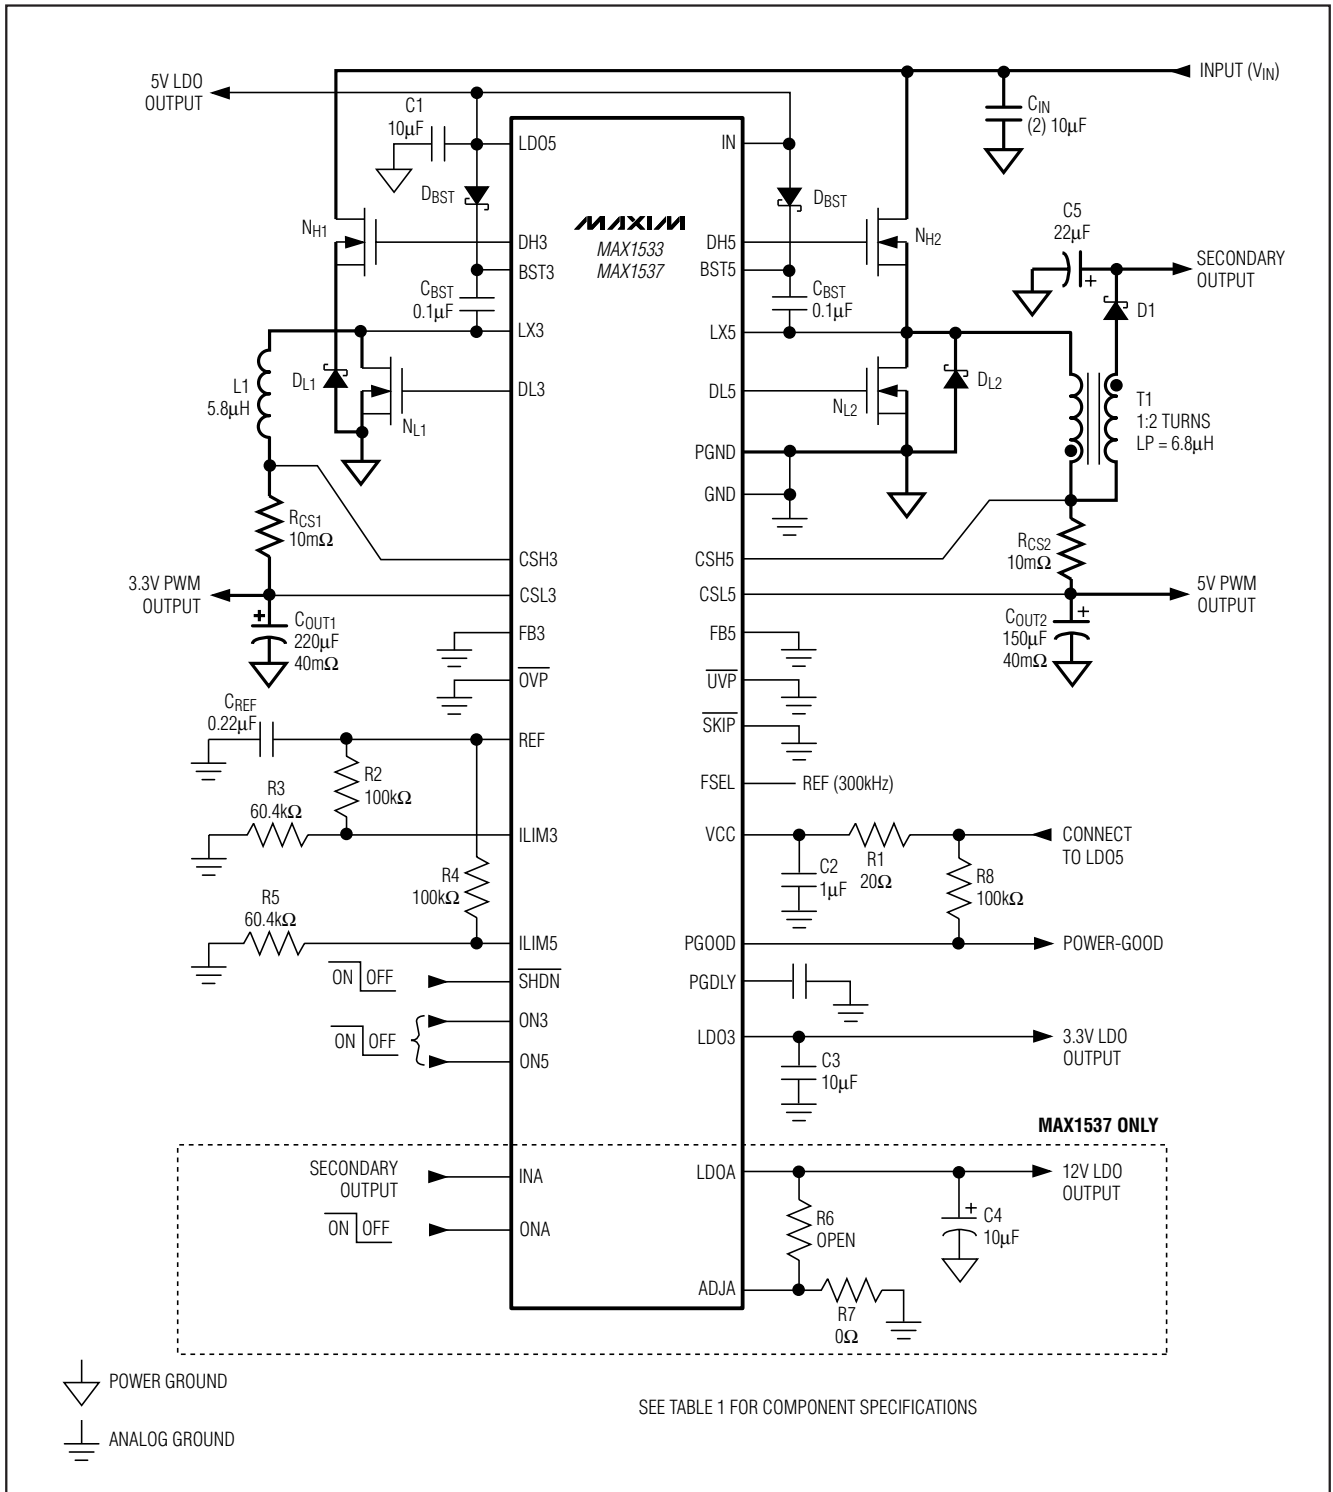 5V LDO
OUTPUT
INPUT (VIN)
C1
10μF
CIN
(2) 10μF
LDO5
IN
DBST
DBST
C5
22μF
MAXIM
MAX1533
MAX1537
NH1
DH3
DH5
NH2
BST3
BST5
SECONDARY
OUTPUT
+
CBST
0.1μF
CBST
0.1μF
D1
LX3
LX5
L1
5.8μH
DL1
DL3
DL5
DL2
NL1
NL2
T1
1:2 TURNS
LP = 6.8μH
PGND
GND
RCS1
10mΩ
RCS2
10mΩ
CSH3
CSH5
3.3V PWM
OUTPUT
CSL3
CSL5
5V PWM
OUTPUT
+
COUT1
220μF
40mΩ
+
COUT2
150μF
40mΩ
FB3
FB5
OVP
UVP
CREF
0.22μF
SKIP
REF
R2
100kΩ
R3
60.4kΩ
FSEL
REF (300kHz)
ILIM3
VCC
CONNECT
TO LDO5
R1
20Ω
C2
1μF
R4
100kΩ
R8
100kΩ
R5
60.4kΩ
ILIM5
PGOOD
POWER-GOOD
ON OFF
SHDN
PGDLY
ON3
ON OFF
ON5
LDO3
3.3V LDO
OUTPUT
C3
10μF
MAX1537 ONLY
SECONDARY
OUTPUT
INA
LDOA
12V LDO
OUTPUT
ON OFF
ONA
R6
OPEN
+
C4
10μF
ADJA
R7
0Ω
POWER GROUND
SEE TABLE 1 FOR COMPONENT SPECIFICATIONS
ANALOG GROUND